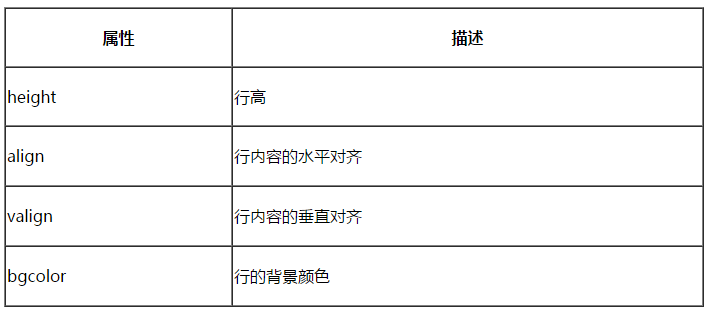 属性 描述
height 行高
align 行内容的水平对齐
valign 行内容的垂直对齐
bgcolor 行的背景颜色